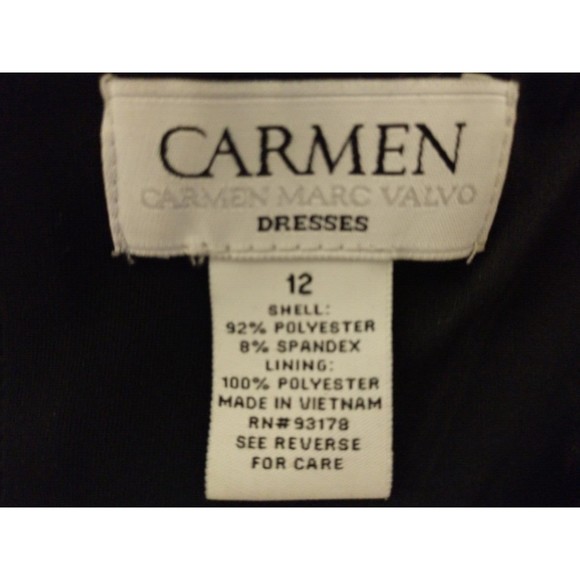 CARMEN
CARMEN MARC VALVO
DRESSES
12
SHELL:
92% POLYESTER
8% SPANDEX
LINING:
100% POLYESTER
MADE IN VIETNAM
RN#93178
SEE REVERSE
FOR CARE